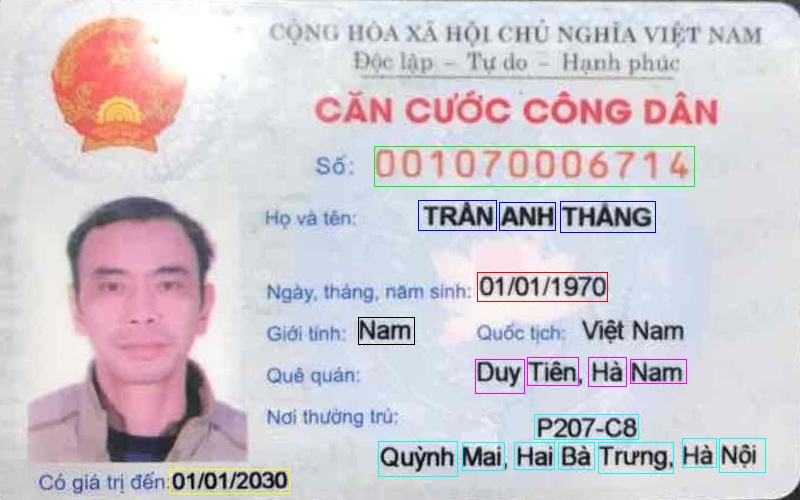 CỘNG HÒA XÃ HỘI CHỦ NGHĨA VIỆT NAM
Độc lập - Tự do - Hạnh phúc
CĂN CƯỚC CÔNG DÂN
Số: 001070006714
Họ và tên: TRẦN ANH THẮNG
Ngày, tháng, năm sinh: 01/01/1970
Giới tính: Nam Quốc tịch: Việt Nam
Quê quán: Duy Tiên, Hà Nam
Nơi thường trú: P207-C8
Quỳnh Mai, Hai Bà Trưng, Hà Nội
Có giá trị đến: 01/01/2030